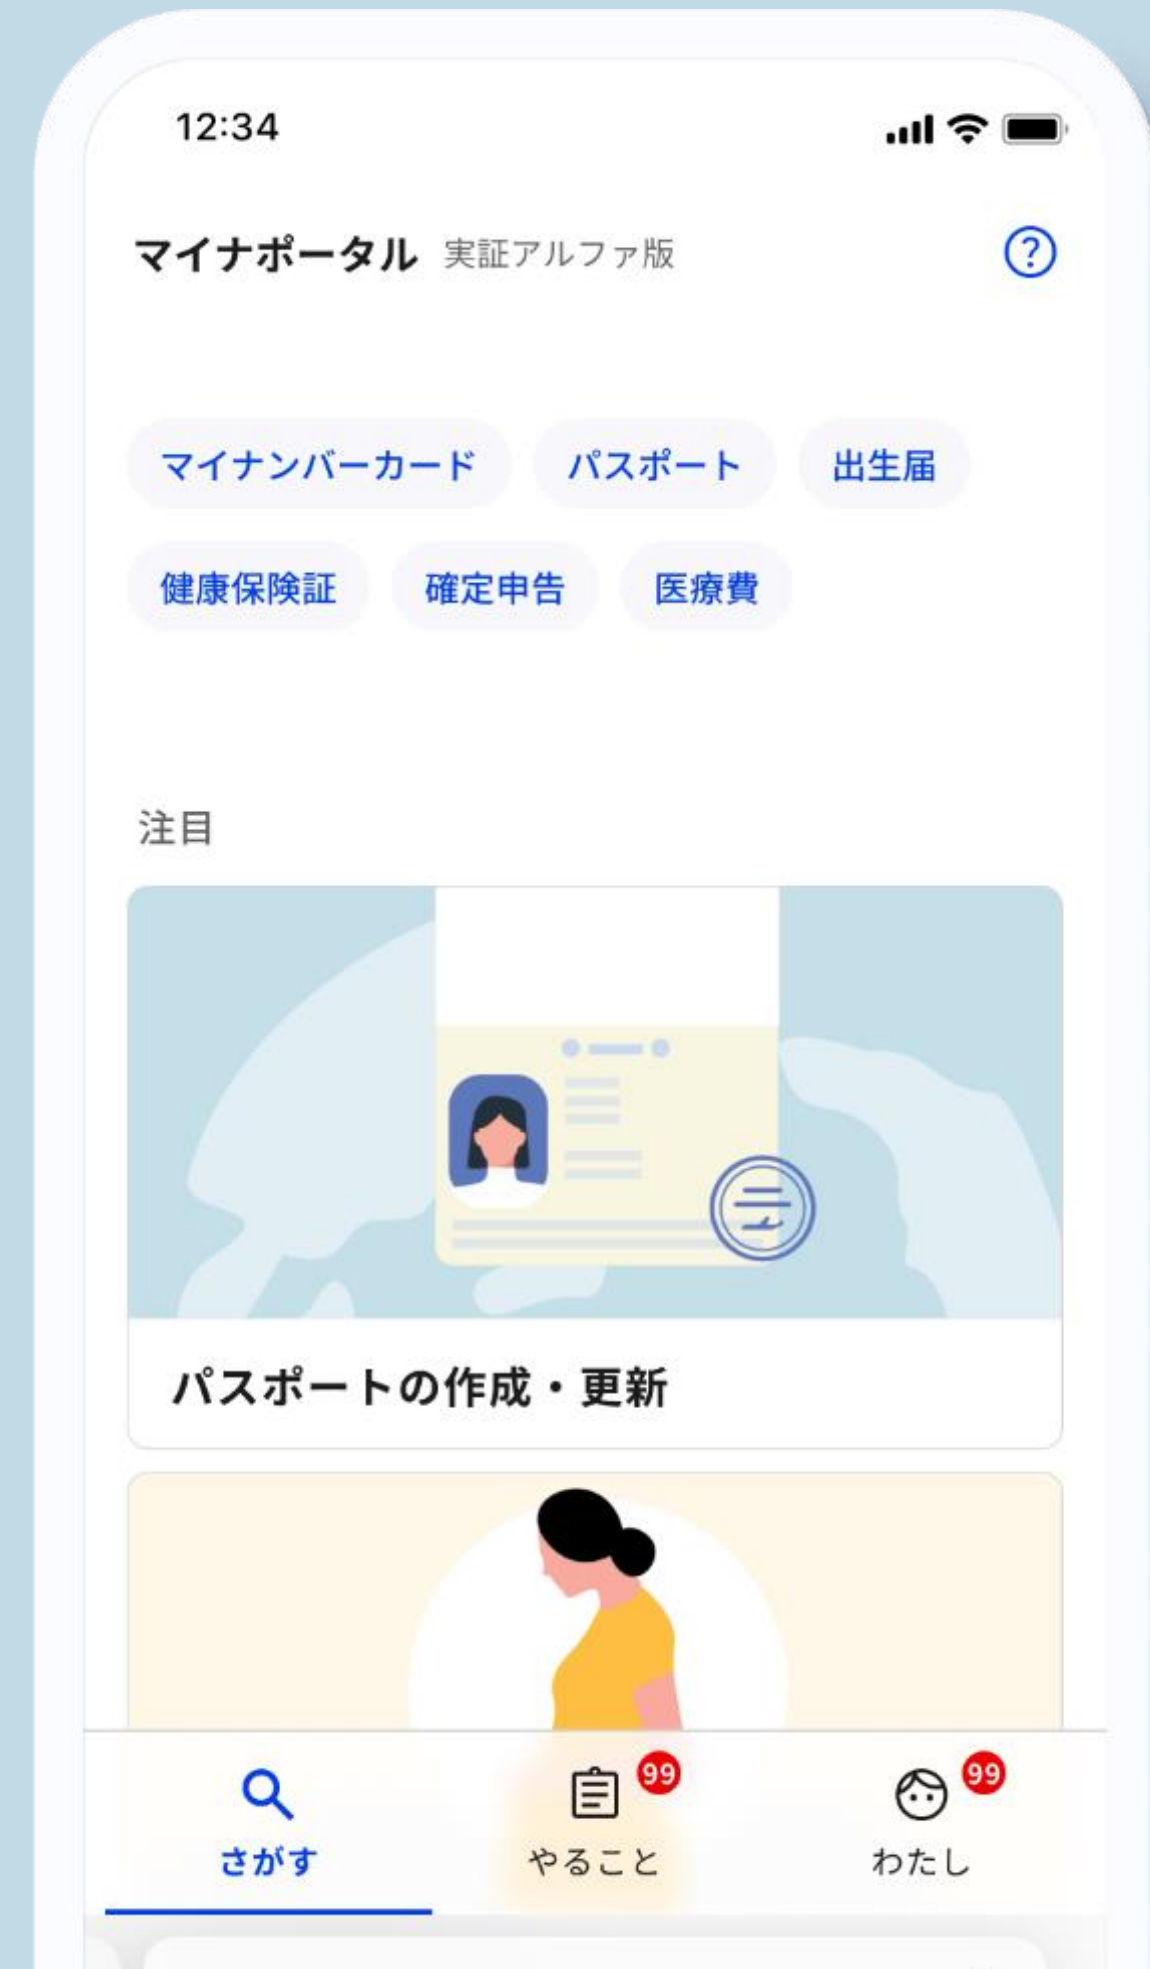 12:34
マイナポータル 実証アルファ版 ?
マイナンバーカード パスポート 出生届
健康保険証 確定申告 医療費
注目
パスポートの作成・更新
99 99
さがす やること わたし